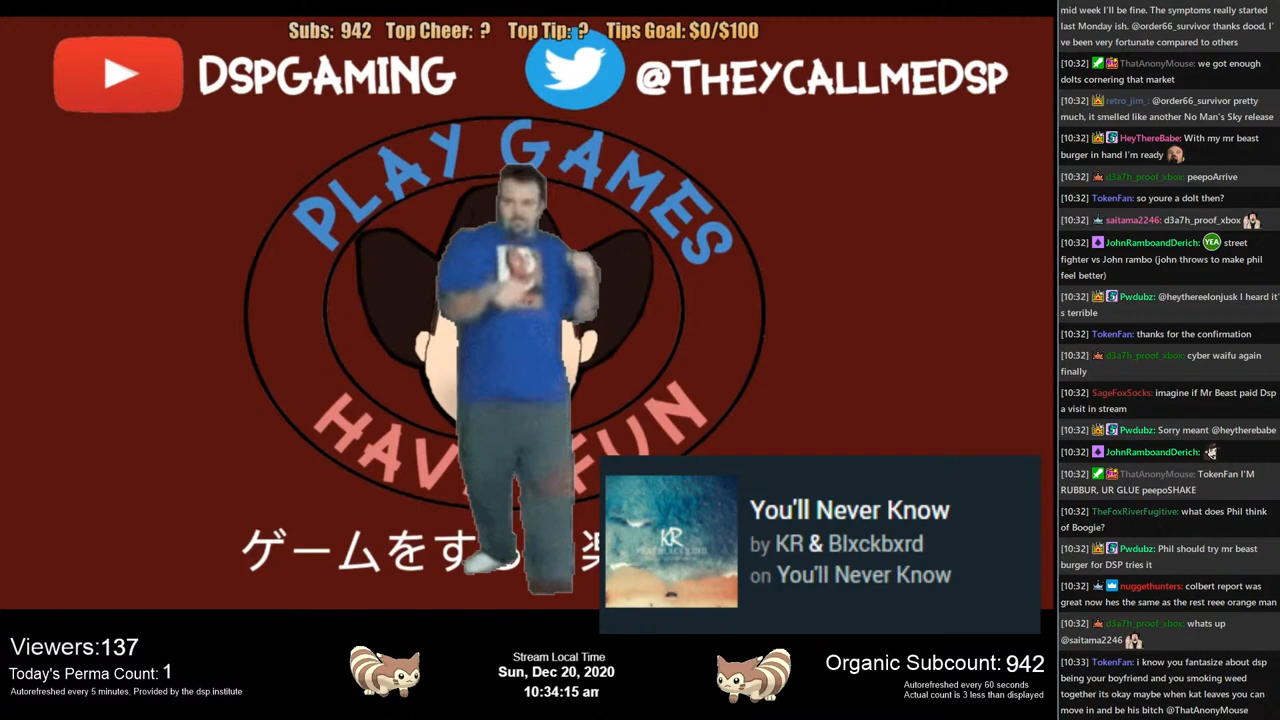 Subs: 942 Top Cheer: ? Top Tip: ? Tips Goal: $0/$100
DSPGAMING
@THEYCALLMEDSP
PLAY GAMES
HAV FUN
ゲームをす
You'll Never Know
by KR & Blxckbxrd
on You'll Never Know
KR
Viewers:137
Today's Perma Count: 1
Autorefreshed every 5 minutes, Provided by the dsp institute
Stream Local Time
Sun, Dec 20, 2020
10:34:15 am
Organic Subcount: 942
Autorefreshed every 60 seconds
Actual count is 3 less than displayed
mid week I'll be fine. The symptoms really started
last Monday ish. @order66_survivor thanks dood, I'
ve been very fortunate compared to others
[10:32] ThatAnonyMouse: we got enough
dolts cornering that market
[10:32] retro_jim_: @order66_survivor pretty
much, it smelled like another No Man's Sky release
[10:32] HeyThereBabe: With my mr beast
burger in hand I'm ready
[10:32] d3a7h_proof_xbox: peepoArrive
[10:32] TokenFan: so youre a dolt then?
[10:32] saitama2246: d3a7h_proof_xbox
[10:32] JohnRamboandDerich: YEA street
fighter vs John rambo (john throws to make phil
feel better)
[10:32] Pwdubz: @heythereelonjusk I heard it'
s terrible
[10:32] TokenFan: thanks for the confirmation
[10:32] d3a7h_proof_xbox: cyber waifu again
finally
[10:32] SageFoxSocks: imagine if Mr Beast paid Dsp
a visit in stream
[10:32] Pwdubz: Sorry meant @heytherebabe
[10:32] JohnRamboandDerich:
[10:32] ThatAnonyMouse: TokenFan I'M
RUBBUR, UR GLUE peepoSHAKE
[10:32] TheFoxRiverFugitive: what does Phil think
of Boogie?
[10:32] Pwdubz: Phil should try mr beast
burger for DSP tries it
[10:32] nuggethunters: colbert report was
great now hes the same as the rest reee orange man
[10:32] d3a7h_proof_xbox: whats up
@saitama2246
[10:33] TokenFan: i know you fantasize about dsp
being your boyfriend and you smoking weed
together its okay maybe when kat leaves you can
move in and be his bitch @ThatAnonyMouse